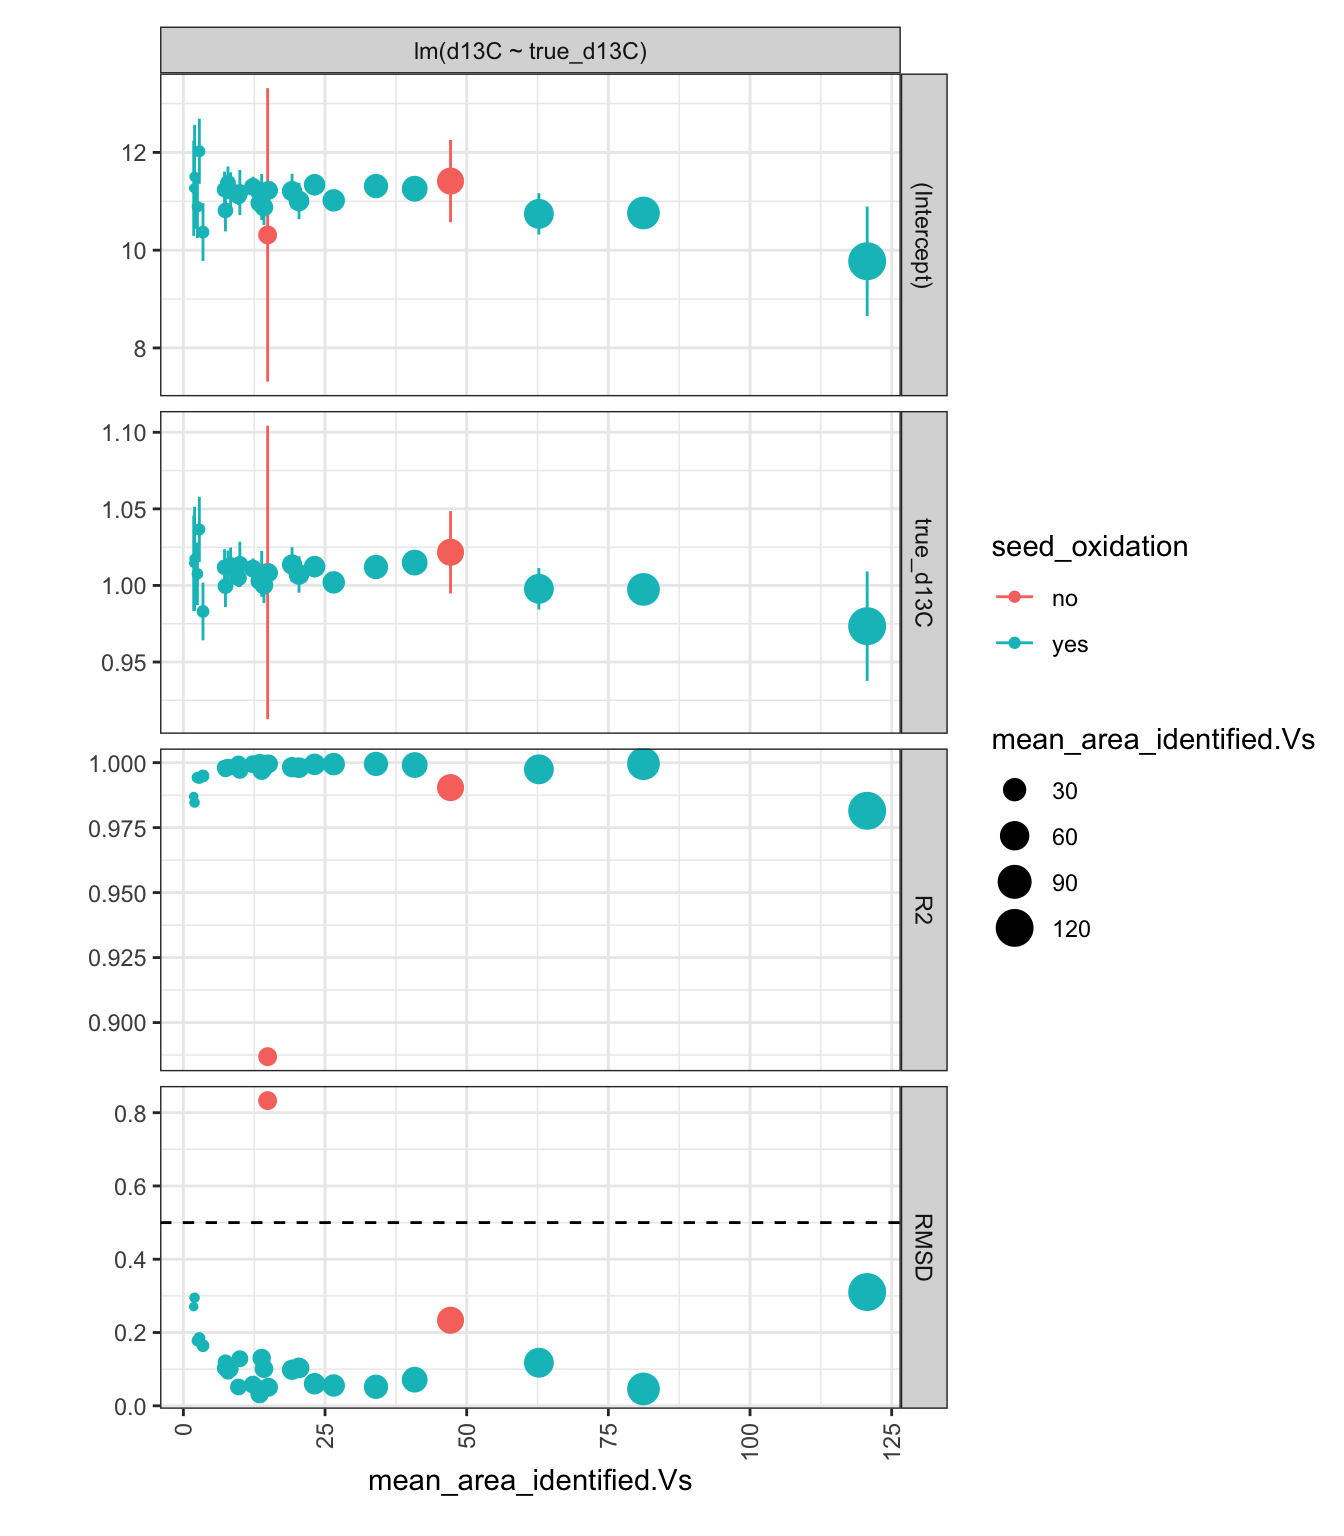 lm(d13C ~ true_d13C)
12
10
8
(Intercept)
1.10
1.05
1.00
0.95
true_d13C
1.000
0.975
0.950
0.925
0.900
R2
0.8
0.6
0.4
0.2
0.0
RMSD
0
25
50
75
100
125
mean_area_identified.Vs
seed_oxidation
no
yes
mean_area_identified.Vs
30
60
90
120